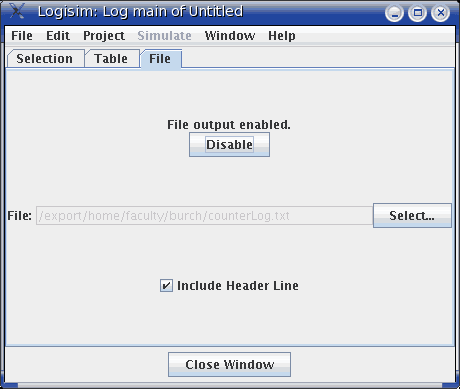 Logisim: Log main of Untitled
File Edit Project Simulate Window Help
Selection Table File
File output enabled.
Disable
File: /export/home/faculty/burch/counterLog.txt Select...
Include Header Line
Close Window